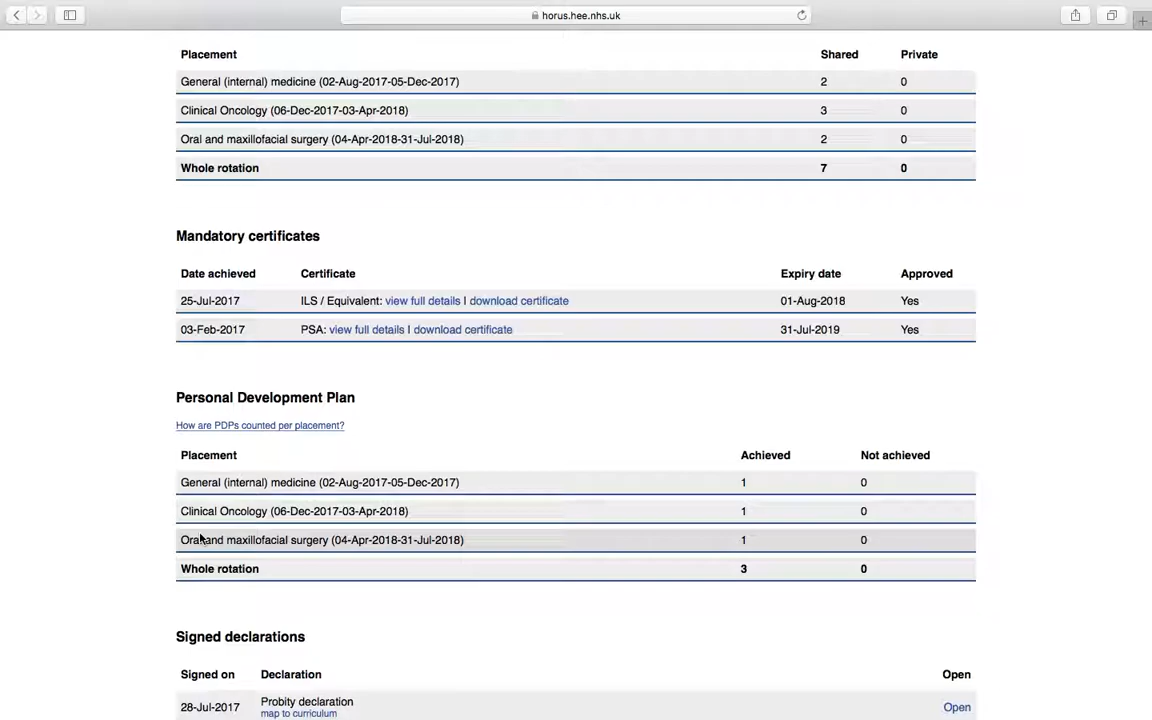 horus.hee.nhs.uk
Placement Shared Private
General (internal) medicine (02-Aug-2017-05-Dec-2017) 2 0
Clinical Oncology (06-Dec-2017-03-Apr-2018) 3 0
Oral and maxillofacial surgery (04-Apr-2018-31-Jul-2018) 2 0
Whole rotation 7 0
Mandatory certificates
Date achieved Certificate Expiry date Approved
25-Jul-2017 ILS / Equivalent: view full details | download certificate 01-Aug-2018 Yes
03-Feb-2017 PSA: view full details | download certificate 31-Jul-2019 Yes
Personal Development Plan
How are PDPs counted per placement?
Placement Achieved Not achieved
General (internal) medicine (02-Aug-2017-05-Dec-2017) 1 0
Clinical Oncology (06-Dec-2017-03-Apr-2018) 1 0
Oral and maxillofacial surgery (04-Apr-2018-31-Jul-2018) 1 0
Whole rotation 3 0
Signed declarations
Signed on Declaration Open
28-Jul-2017 Probity declaration Open
map to curriculum